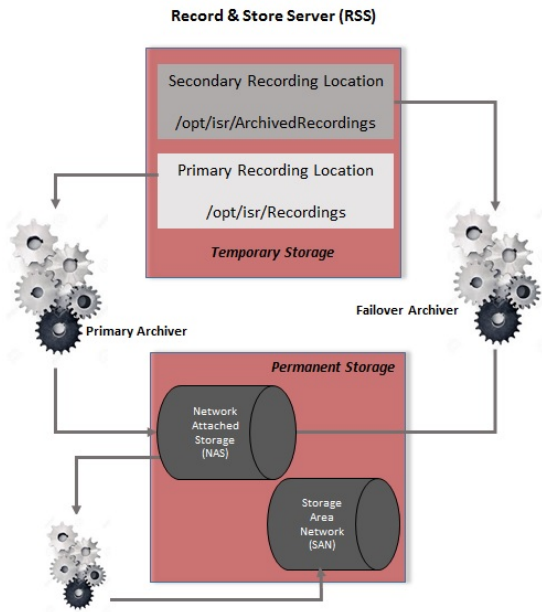 Record & Store Server (RSS)
Secondary Recording Location
/opt/isr/ArchivedRecordings
Primary Recording Location
/opt/isr/Recordings
Temporary Storage
Primary Archiver
Failover Archiver
Permanent Storage
Network
Attached
Storage
(NAS)
Storage
Area
Network
(SAN)